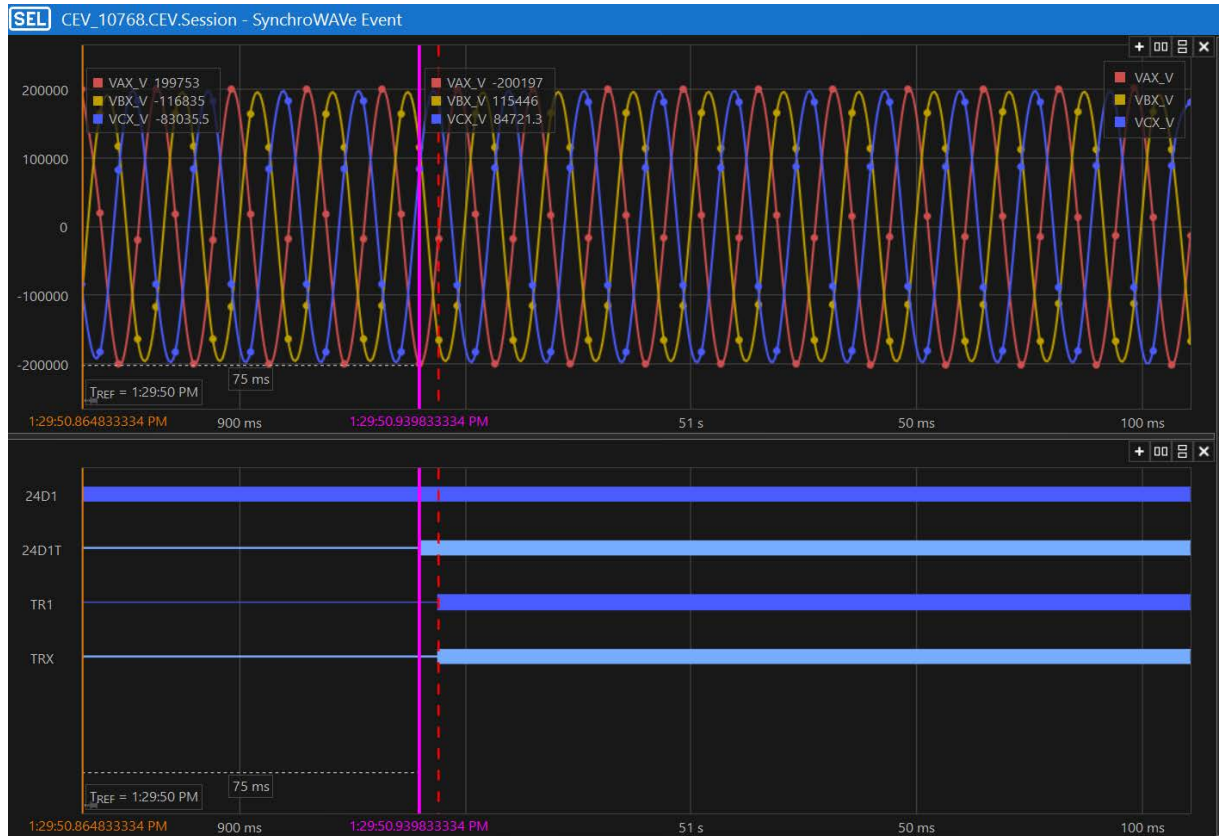 SEL CEV_10768.CEV.Session - SynchroWAVe Event
VAX_V 199753
VBX_V -116835
VCX_V -83035.5
VAX_V -200197
VBX_V 115446
VCX_V 84721.3
VAX_V
VBX_V
VCX_V
200000
100000
0
-100000
-200000
75 ms
TREF = 1:29:50 PM
1:29:50.864833334 PM
900 ms
1:29:50.939833334 PM
51 s
50 ms
100 ms
24D1
24D1T
TR1
TRX
75 ms
TREF = 1:29:50 PM
1:29:50.864833334 PM
900 ms
1:29:50.939833334 PM
51 s
50 ms
100 ms